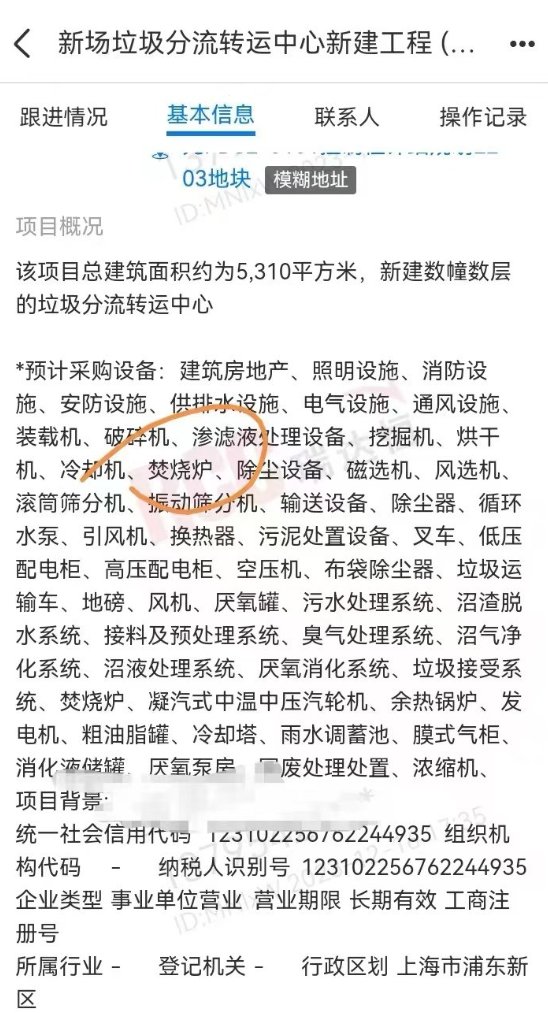 新场垃圾分流转运中心新建工程 (...
跟进情况 基本信息 联系人 操作记录
03地块 模糊地址
项目概况
该项目总建筑面积约为5,310平方米，新建数幢数层
的垃圾分流转运中心
*预计采购设备：建筑房地产、照明设施、消防设
施、安防设施、供排水设施、电气设施、通风设施、
装载机、破碎机、渗滤液处理设备、挖掘机、烘干
机、冷却机、焚烧炉、除尘设备、磁选机、风选机、
滚筒筛分机、振动筛分机、输送设备、除尘器、循环
水泵、引风机、换热器、污泥处置设备、叉车、低压
配电柜、高压配电柜、空压机、布袋除尘器、垃圾运
输车、地磅、风机、厌氧罐、污水处理系统、沼渣脱
水系统、接料及预处理系统、臭气处理系统、沼气净
化系统、沼液处理系统、厌氧消化系统、垃圾接受系
统、焚烧炉、凝汽式中温中压汽轮机、余热锅炉、发
电机、粗油脂罐、冷却塔、雨水调蓄池、膜式气柜、
消化液储罐、厌氧泵房、废处理处置、浓缩机、
项目背景:
统一社会信用代码 123102256762244935 组织机
构代码 - 纳税人识别号 123102256762244935
企业类型 事业单位营业 营业期限 长期有效 工商注
册号
所属行业 - 登记机关 - 行政区划 上海市浦东新
区